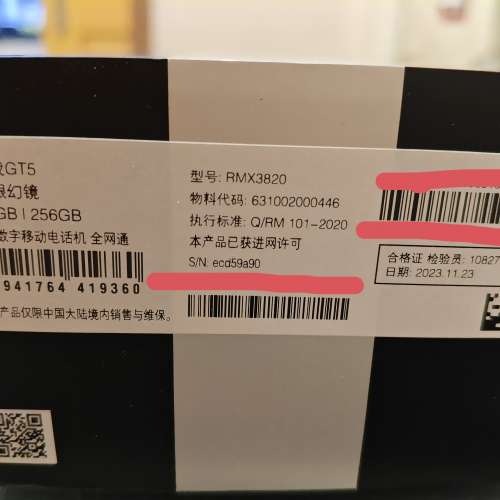 GT5
银幻镜
GB | 256GB
数字移动电话机 全网通
941764 419360
产品仅限中国大陆境内销售与维保。
型号: RMX3820
物料代码: 631002000446
执行标准: Q/RM 101-2020
本产品已获进网许可
S/N: ecd59a90
合格证 检验员: 10827
日期: 2023.11.23